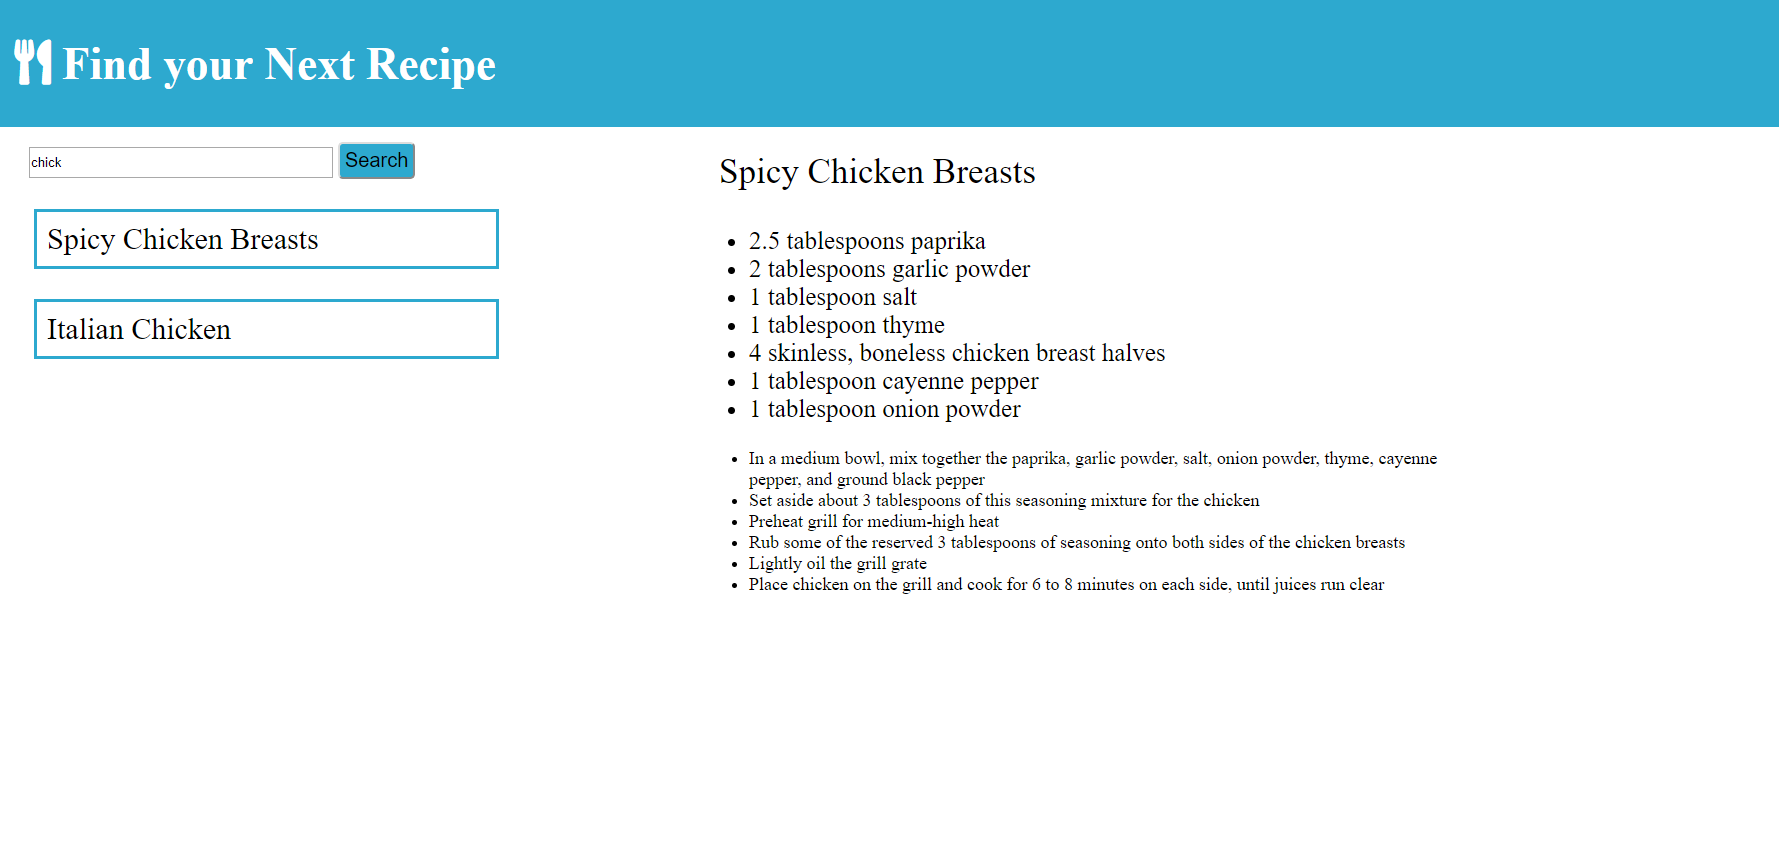 Find your Next Recipe
chick
Search
Spicy Chicken Breasts
Italian Chicken
Spicy Chicken Breasts
2.5 tablespoons paprika
2 tablespoons garlic powder
1 tablespoon salt
1 tablespoon thyme
4 skinless, boneless chicken breast halves
1 tablespoon cayenne pepper
1 tablespoon onion powder
In a medium bowl, mix together the paprika, garlic powder, salt, onion powder, thyme, cayenne
pepper, and ground black pepper
Set aside about 3 tablespoons of this seasoning mixture for the chicken
Preheat grill for medium-high heat
Rub some of the reserved 3 tablespoons of seasoning onto both sides of the chicken breasts
Lightly oil the grill grate
Place chicken on the grill and cook for 6 to 8 minutes on each side, until juices run clear